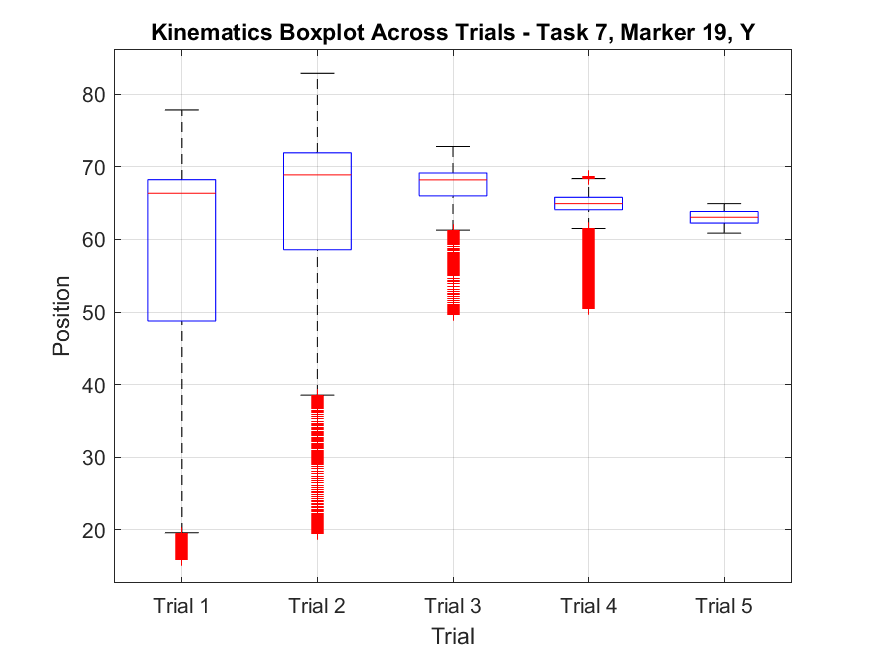 Kinematics Boxplot Across Trials - Task 7, Marker 19, Y
80
70
60
50
40
30
20
Position
Trial 1 Trial 2 Trial 3 Trial 4 Trial 5
Trial